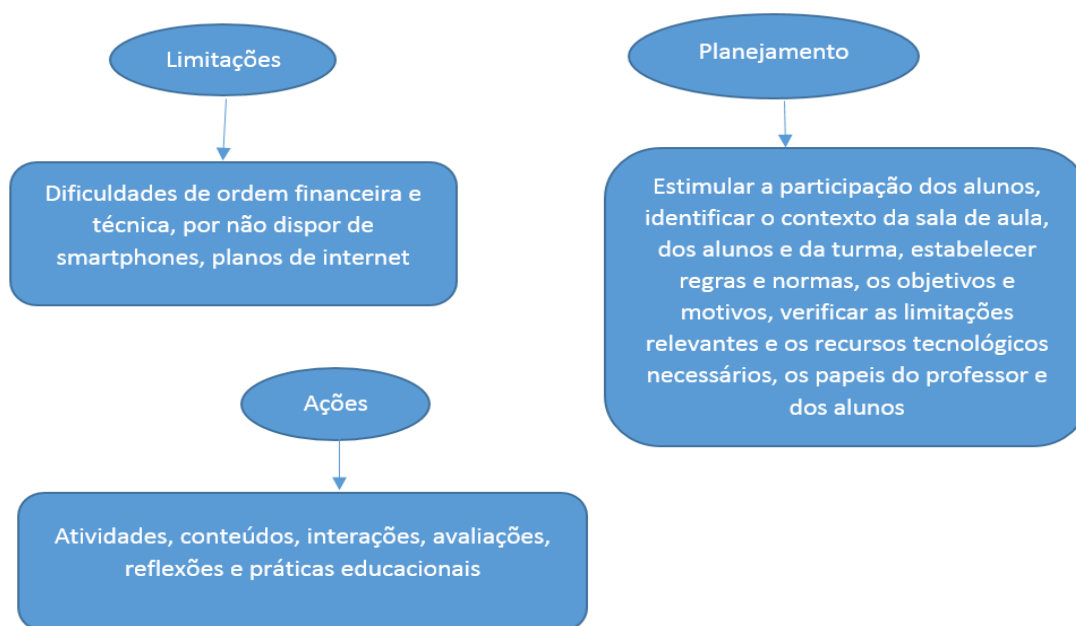 Limitações
Dificuldades de ordem financeira e
técnica, por não dispor de
smartphones, planos de internet
Planejamento
Estimular a participação dos alunos,
identificar o contexto da sala de aula,
dos alunos e da turma, estabelecer
regras e normas, os objetivos e
motivos, verificar as limitações
relevantes e os recursos tecnológicos
necessários, os papeis do professor e
dos alunos
Ações
Atividades, conteúdos, interações, avaliações,
reflexões e práticas educacionais